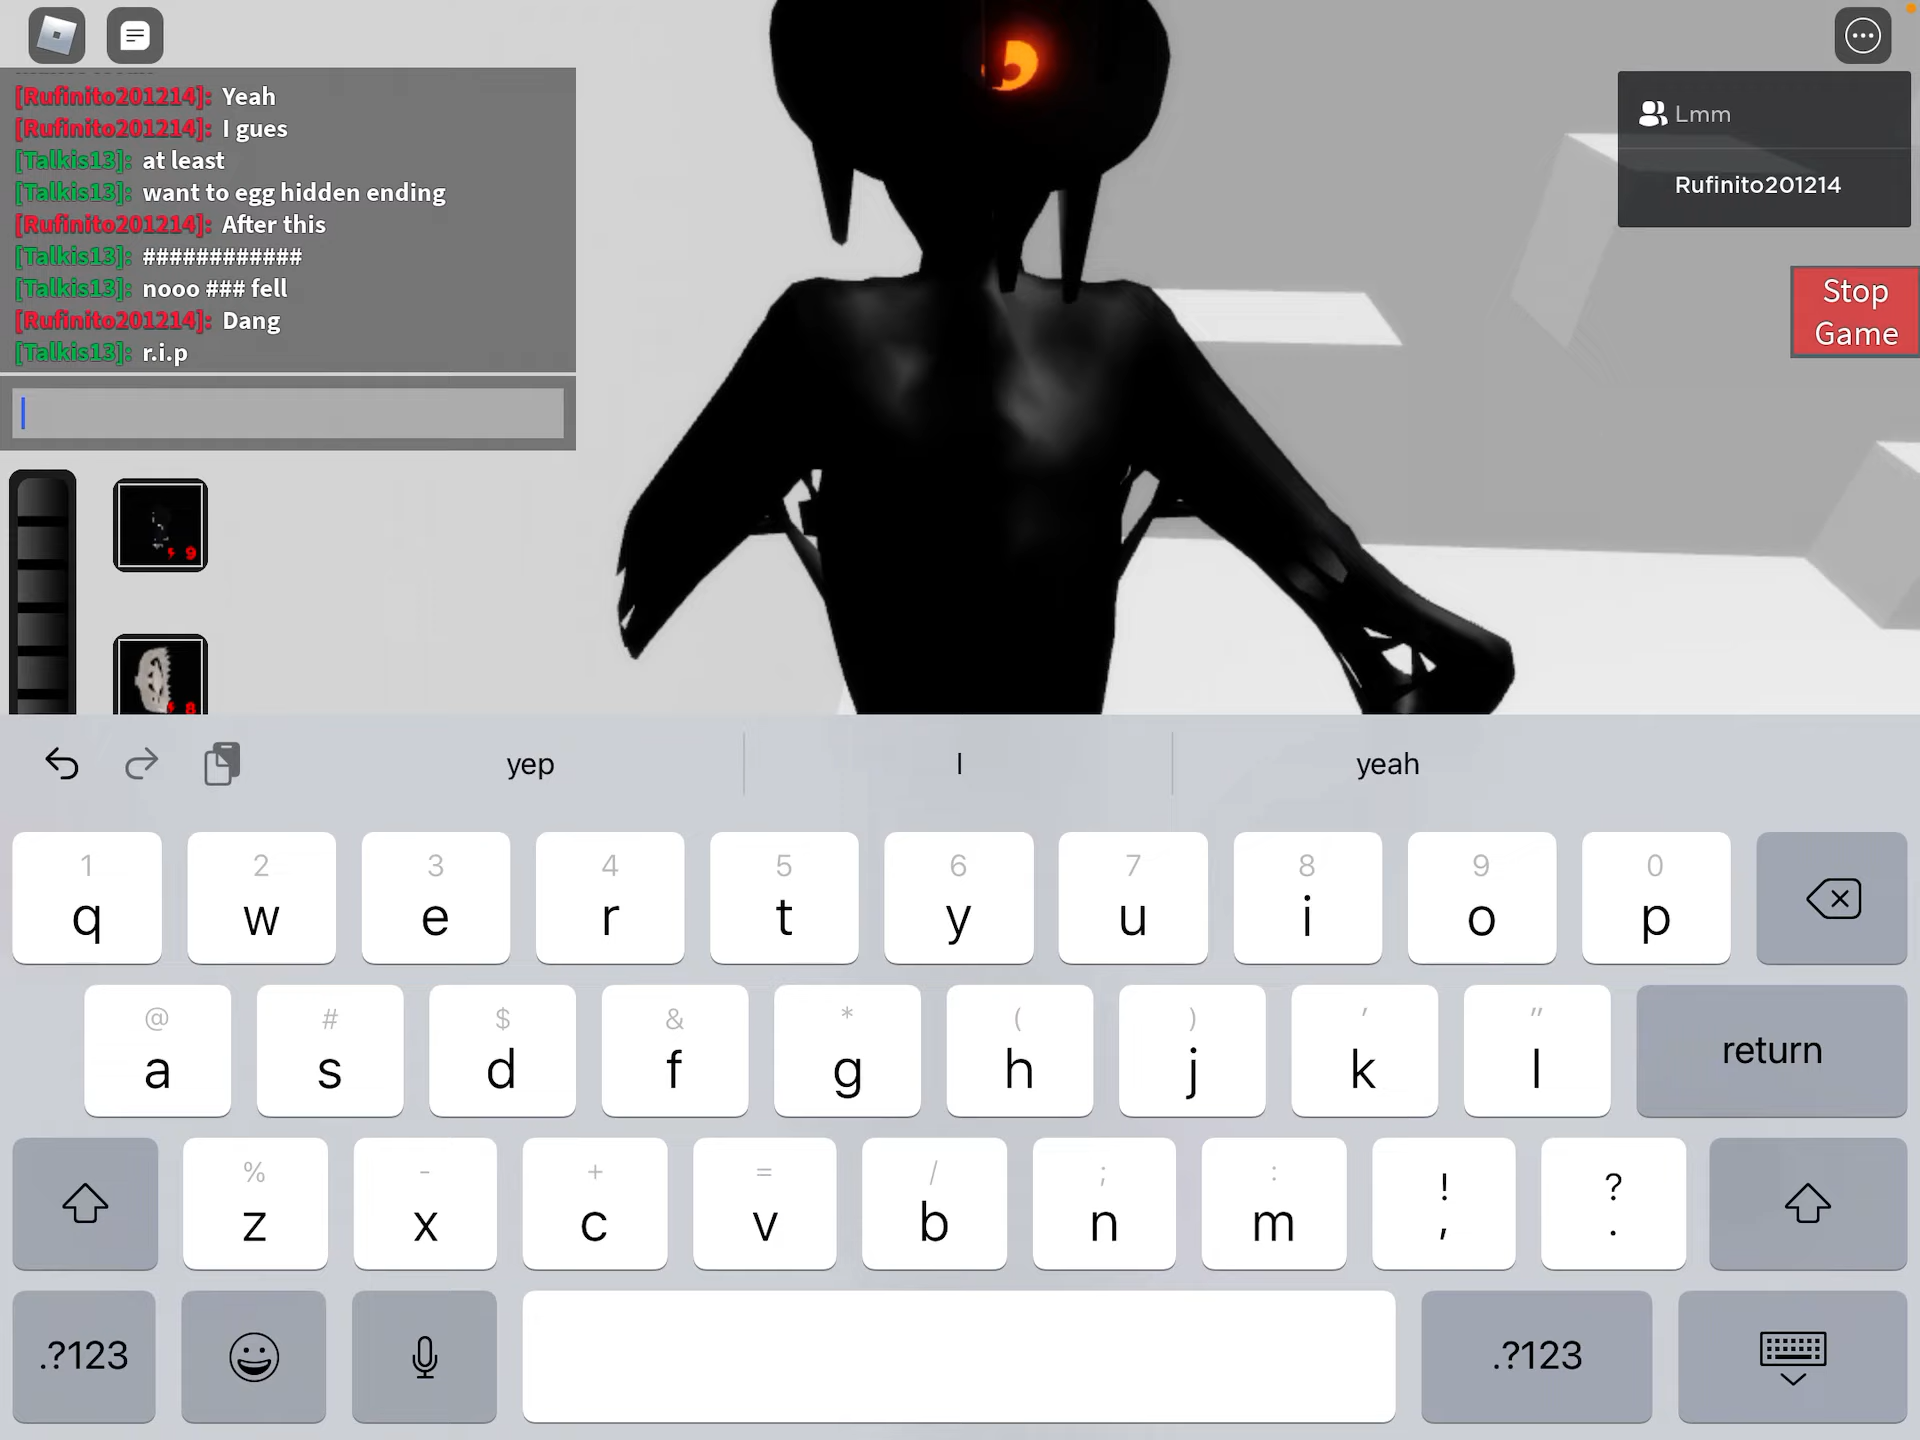 [Rufinito201214]: Yeah
[Rufinito201214]: I gues
[Talkis13]: at least
[Talkis13]: want to egg hidden ending
[Rufinito201214]: After this
[Talkis13]: ############
[Talkis13]: nooo ### fell
[Rufinito201214]: Dang
[Talkis13]: r.i.p
Lmm
Rufinito201214
Stop
Game
9
8
yep I yeah
1 2 3 4 5 6 7 8 9 0
q w e r t y u i o p
@ # $ & * ( ) ' "
a s d f g h j k l return
% - + = / ; : ! ?
z x c v b n m , .
.?123 .?123